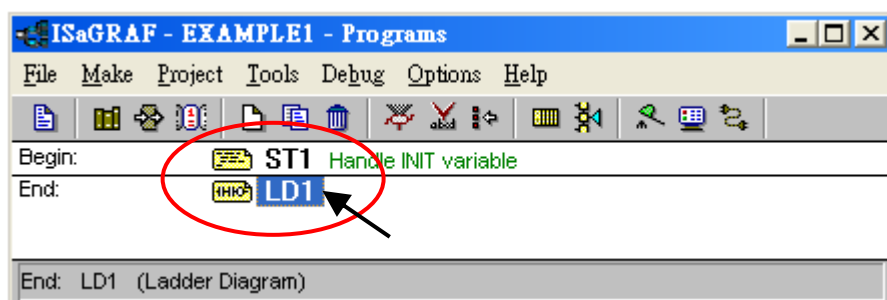 ISaGRAF - EXAMPLE1 - Programs
File Make Project Tools Debug Options Help
Begin: ST1 Handle INIT variable
End: LD1
End: LD1 (Ladder Diagram)